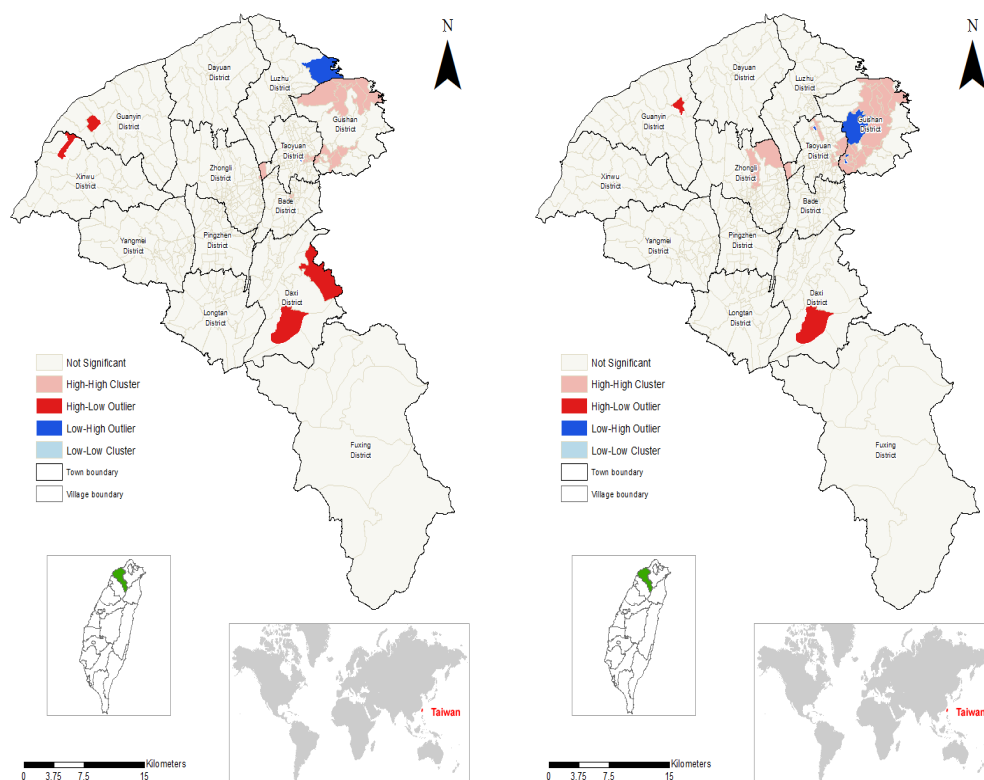 N
Dayuan
District
Luzhu
District
Guanyin
District
Guishan
District
Taoyuan
District
Xinwu
District
Zhongli
District
Bade
District
Yangmei
District
Pingzhen
District
Daxi
District
Longtan
District
Fuxing
District
Not Significant
High-High Cluster
High-Low Outlier
Low-High Outlier
Low-Low Cluster
Town boundary
Village boundary
Taiwan
Kilometers
0 3.75 7.5 15
N
Dayuan
District
Luzhu
District
Guanyin
District
Guishan
District
Taoyuan
District
Xinwu
District
Zhongli
District
Bade
District
Yangmei
District
Pingzhen
District
Daxi
District
Longtan
District
Fuxing
District
Not Significant
High-High Cluster
High-Low Outlier
Low-High Outlier
Low-Low Cluster
Town boundary
Village boundary
Taiwan
Kilometers
0 3.75 7.5 15